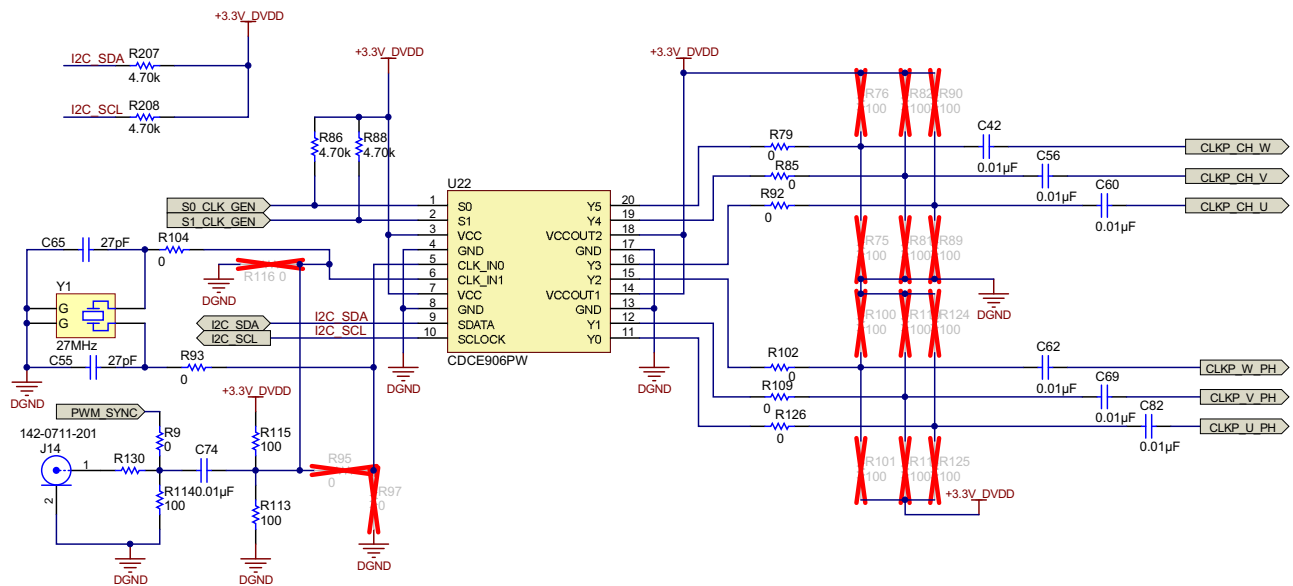 +3.3V_DVDD
I2C_SDA
R207
4.70k
I2C_SCL
R208
4.70k
+3.3V_DVDD
R86
4.70k
R88
4.70k
+3.3V_DVDD
R76
100
R82
100
R90
100
R79
0
R85
0
R92
0
C42
0.01µF
C56
0.01µF
C60
0.01µF
CLKP_CH_W
CLKP_CH_V
CLKP_CH_U
S0_CLK_GEN
S1_CLK_GEN
U22
1 S0
2 S1
3 VCC
4 GND
5 CLK_IN0
6 CLK_IN1
7 VCC
8 GND
9 SDATA
10 SCLOCK
Y5 20
Y4 19
VCCOUT2 18
GND 17
Y3 16
Y2 15
VCCOUT1 14
GND 13
Y1 12
Y0 11
CDCE906PW
R75
100
R81
100
R89
100
DGND
C65
27pF
R104
0
R116 0
DGND
Y1
G
G
27MHz
C55
27pF
R93
0
DGND
I2C_SDA
I2C_SCL
I2C_SDA
I2C_SCL
DGND
DGND
R100
100
100
R124
100
R102
0
R109
0
R126
0
C62
0.01µF
C69
0.01µF
C82
0.01µF
CLKP_W_PH
CLKP_V_PH
CLKP_U_PH
R101
100
100
R125
100
+3.3V_DVDD
PWM_SYNC
142-0711-201
J14
1
2
R130
R9
0
C74
0.01µF
R114
100
DGND
+3.3V_DVDD
R115
100
R113
100
DGND
R95
0
R97
0
DGND